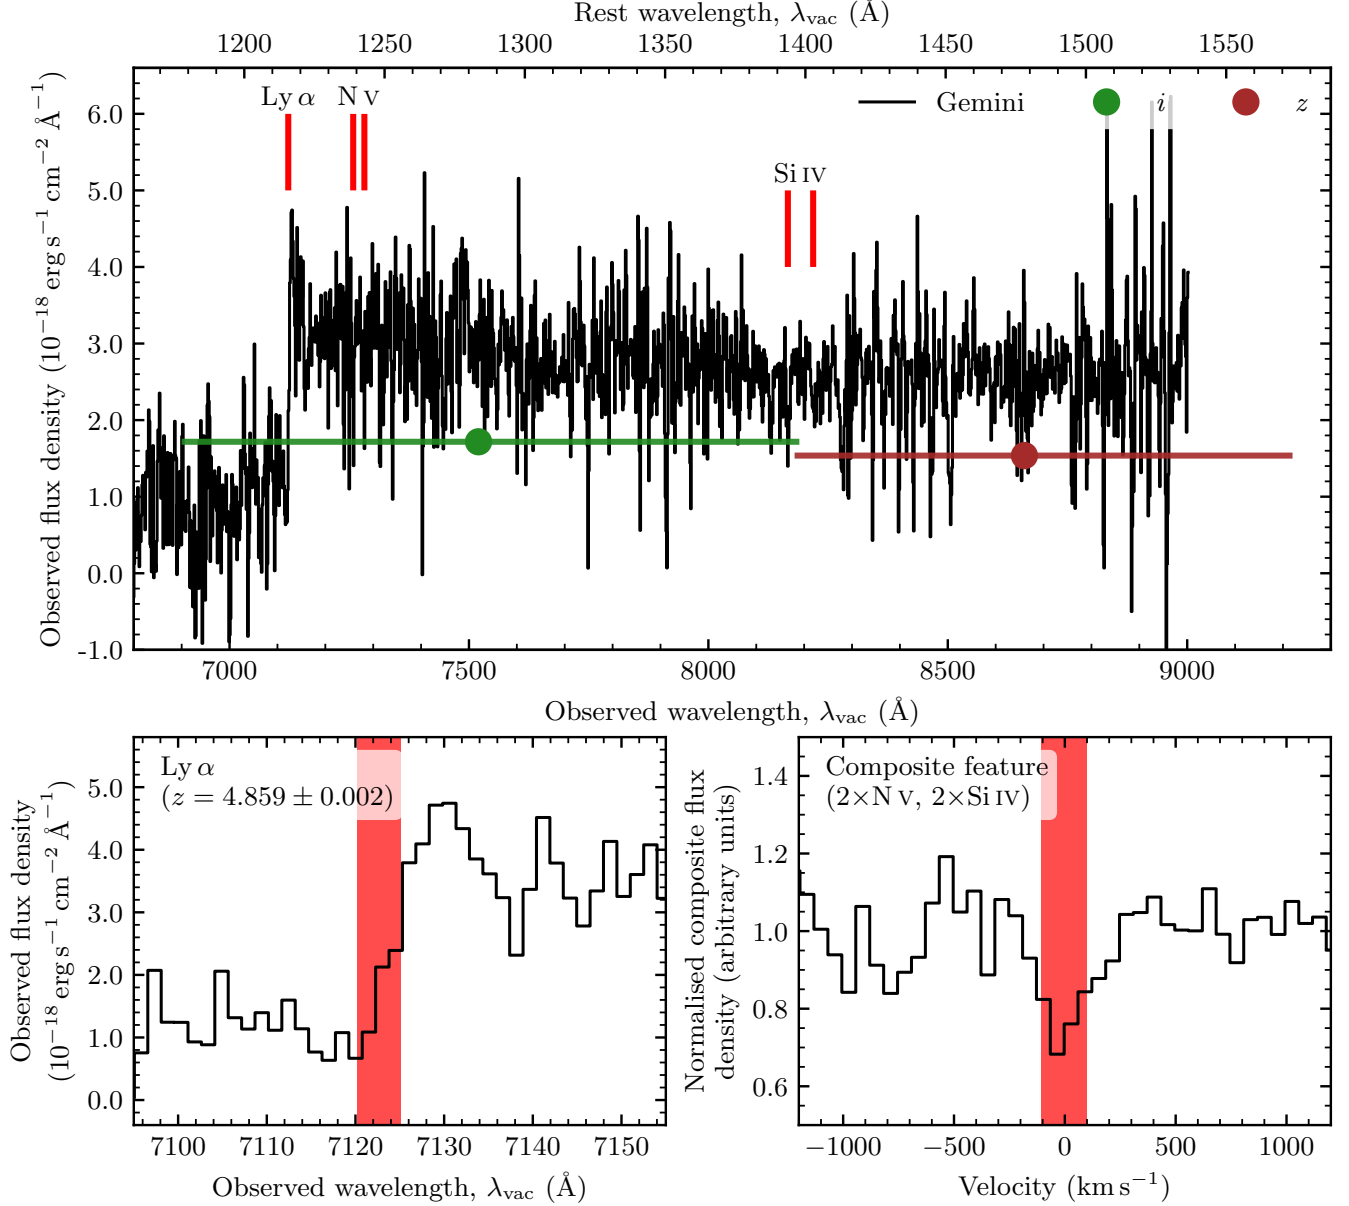 Rest wavelength, λvac (Å)
1200 1250 1300 1350 1400 1450 1500 1550
Observed flux density (10⁻¹⁸ erg s⁻¹ cm⁻² Å⁻¹)
6.0
5.0
4.0
3.0
2.0
1.0
0.0
-1.0
Ly α N V
Si IV
Gemini i z
7000 7500 8000 8500 9000
Observed wavelength, λvac (Å)
Observed flux density
(10⁻¹⁸ erg s⁻¹ cm⁻² Å⁻¹)
5.0
4.0
3.0
2.0
1.0
0.0
Ly α
(z = 4.859 ± 0.002)
7100 7110 7120 7130 7140 7150
Observed wavelength, λvac (Å)
Normalised composite flux
density (arbitrary units)
1.4
1.2
1.0
0.8
0.6
Composite feature
(2×N V, 2×Si IV)
−1000 −500 0 500 1000
Velocity (km s⁻¹)